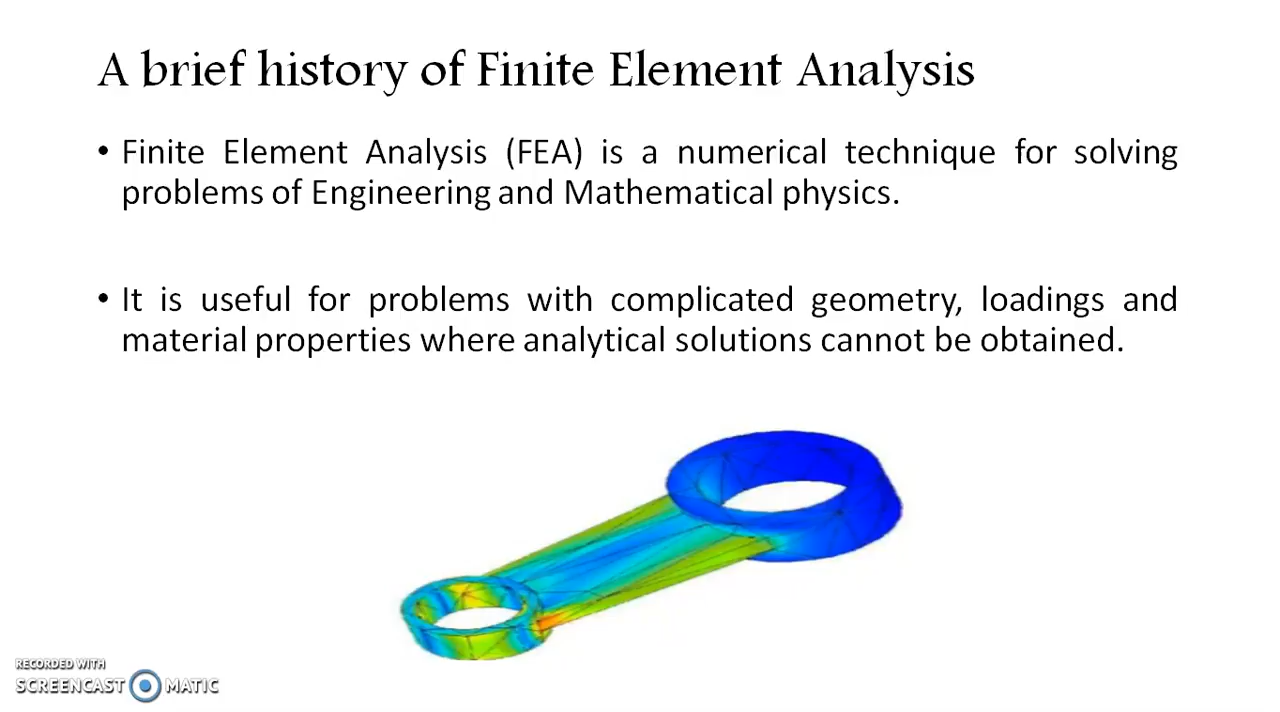 A brief history of Finite Element Analysis
• Finite Element Analysis (FEA) is a numerical technique for solving
problems of Engineering and Mathematical physics.
• It is useful for problems with complicated geometry, loadings and
material properties where analytical solutions cannot be obtained.
RECORDED WITH
SCREENCAST MATIC